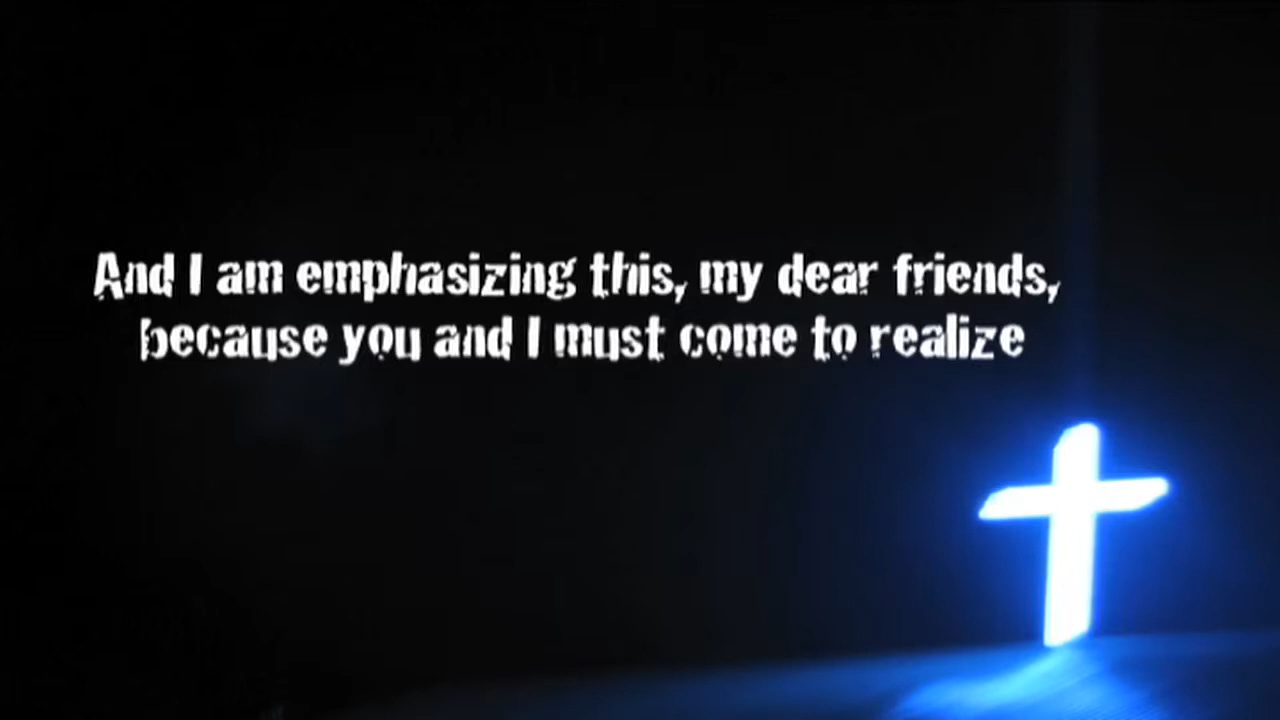 And I am emphasizing this, my dear friends,
because you and I must come to realize